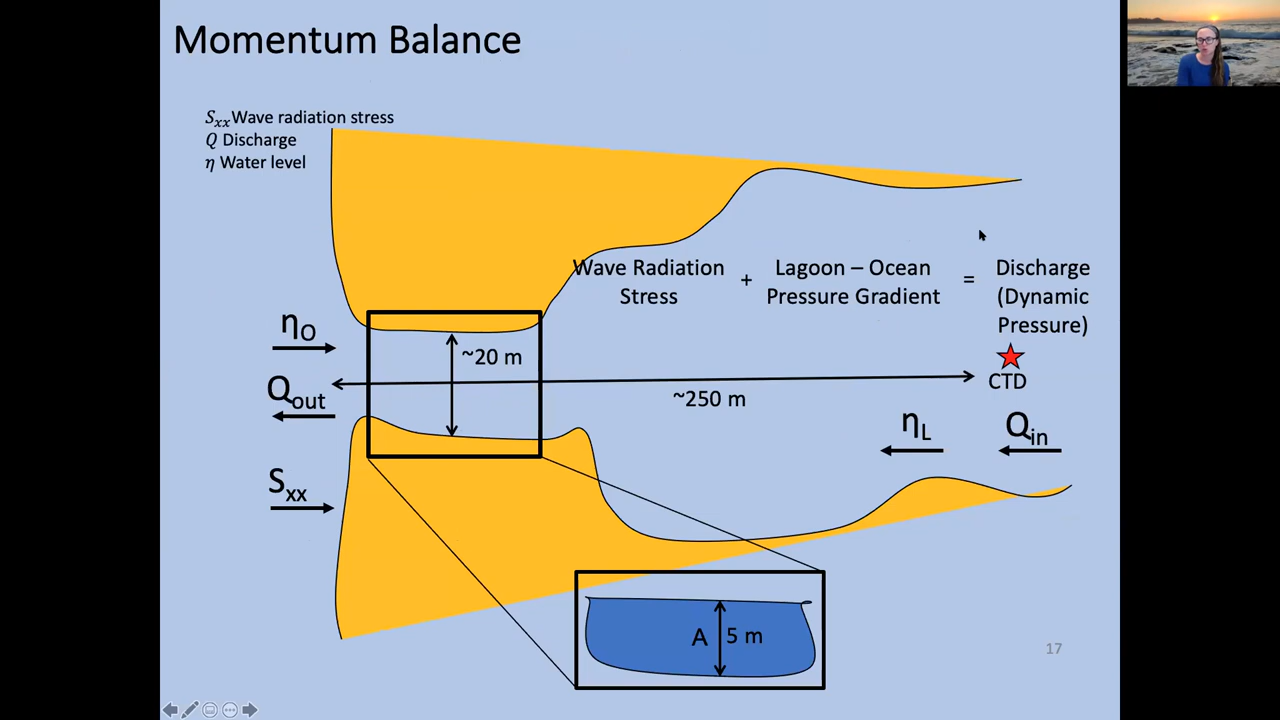 Momentum Balance
Sxx Wave radiation stress
Q Discharge
η Water level
Wave Radiation Stress + Lagoon – Ocean Pressure Gradient = Discharge (Dynamic Pressure)
ηO
~20 m
Qout
CTD
~250 m
ηL
Qin
Sxx
A
5 m
17